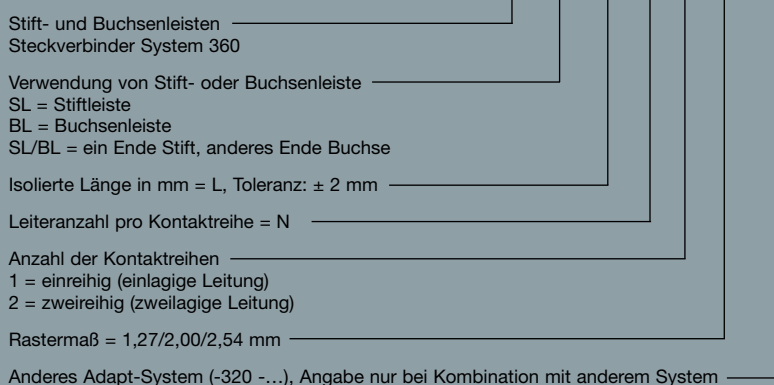 Stift- und Buchsenleisten
Steckverbinder System 360
Verwendung von Stift- oder Buchsenleiste
SL = Stiftleiste
BL = Buchsenleiste
SL/BL = ein Ende Stift, anderes Ende Buchse
Isolierte Länge in mm = L, Toleranz: ± 2 mm
Leiteranzahl pro Kontaktreihe = N
Anzahl der Kontaktreihen
1 = einreihig (einlagige Leitung)
2 = zweireihig (zweilagige Leitung)
Rastermaß = 1,27/2,00/2,54 mm
Anderes Adapt-System (-320 -…), Angabe nur bei Kombination mit anderem System